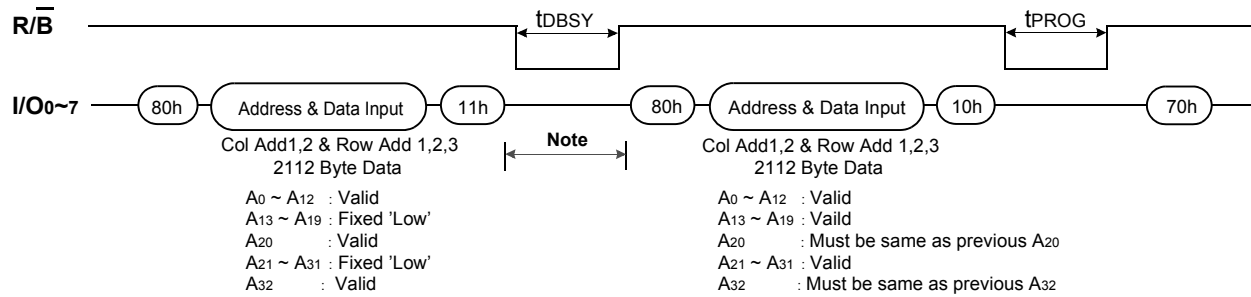 R/B tDBSY tPROG
I/O0~7 80h Address & Data Input 11h 80h Address & Data Input 10h 70h
Col Add1,2 & Row Add 1,2,3 Note Col Add1,2 & Row Add 1,2,3
2112 Byte Data 2112 Byte Data
A0 ~ A12 : Valid A0 ~ A12 : Valid
A13 ~ A19 : Fixed 'Low' A13 ~ A19 : Vaild
A20 : Valid A20 : Must be same as previous A20
A21 ~ A31 : Fixed 'Low' A21 ~ A31 : Valid
A32 : Valid A32 : Must be same as previous A32